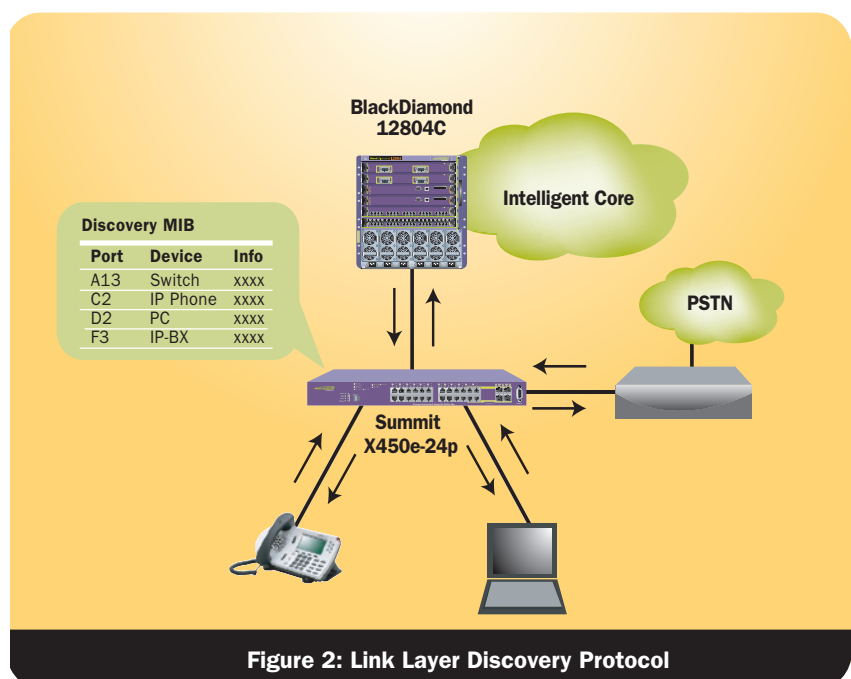 BlackDiamond
12804C
Intelligent Core
Discovery MIB
Port Device Info
A13 Switch xxxx
C2 IP Phone xxxx
D2 PC xxxx
F3 IP-BX xxxx
PSTN
Summit
X450e-24p
Figure 2: Link Layer Discovery Protocol